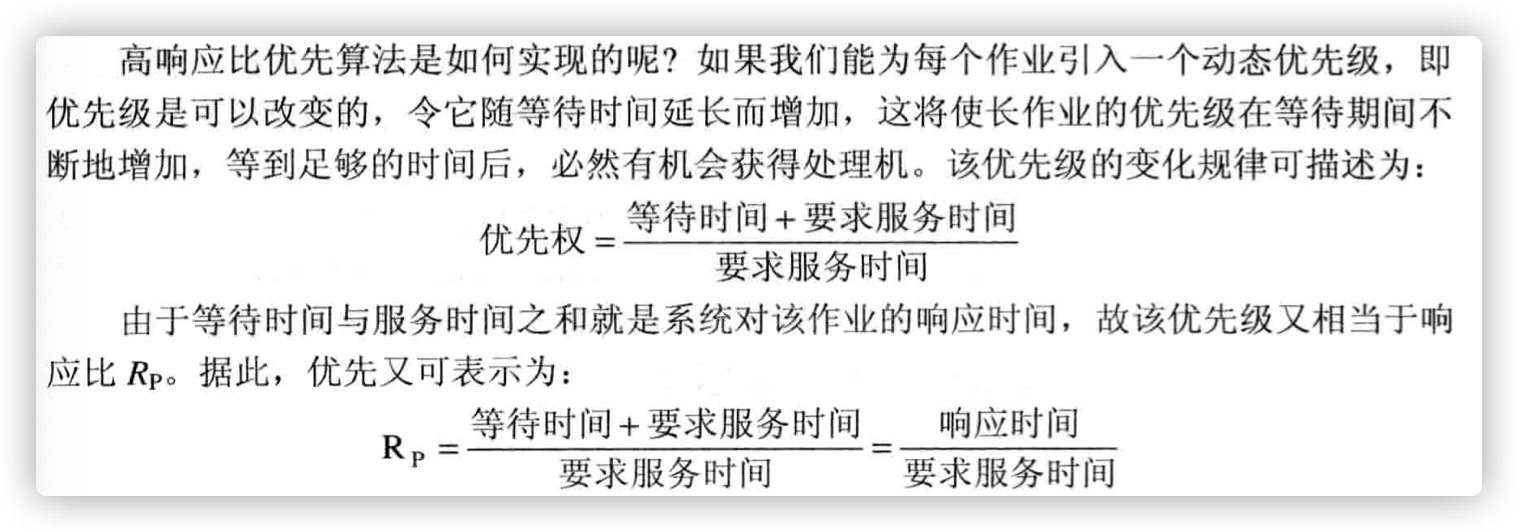 高响应比优先算法是如何实现的呢？如果我们能为每个作业引入一个动态优先级，即
优先级是可以改变的，令它随等待时间延长而增加，这将使长作业的优先级在等待期间不
断地增加，等到足够的时间后，必然有机会获得处理机。该优先级的变化规律可描述为：
优先权 = (等待时间 + 要求服务时间) / 要求服务时间
由于等待时间与服务时间之和就是系统对该作业的响应时间，故该优先级又相当于响
应比 RP。据此，优先又可表示为：
RP = (等待时间 + 要求服务时间) / 要求服务时间 = 响应时间 / 要求服务时间